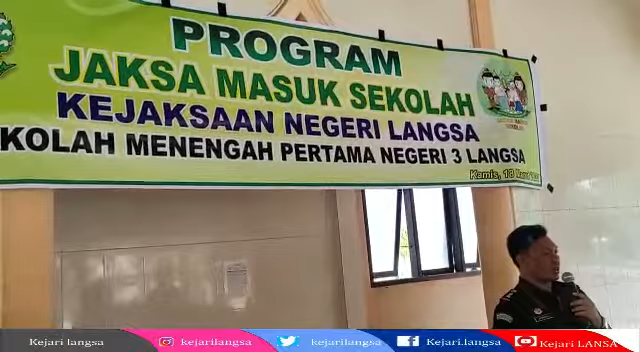 PROGRAM
JAKSA MASUK SEKOLAH
KEJAKSAAN NEGERI LANGSA
KOLAH MENENGAH PERTAMA NEGERI 3 LANGSA
Kamis,
Kejari langsa
kejarilangsa
kejarilangsa
Kejari.langsa
Kejari LANSA